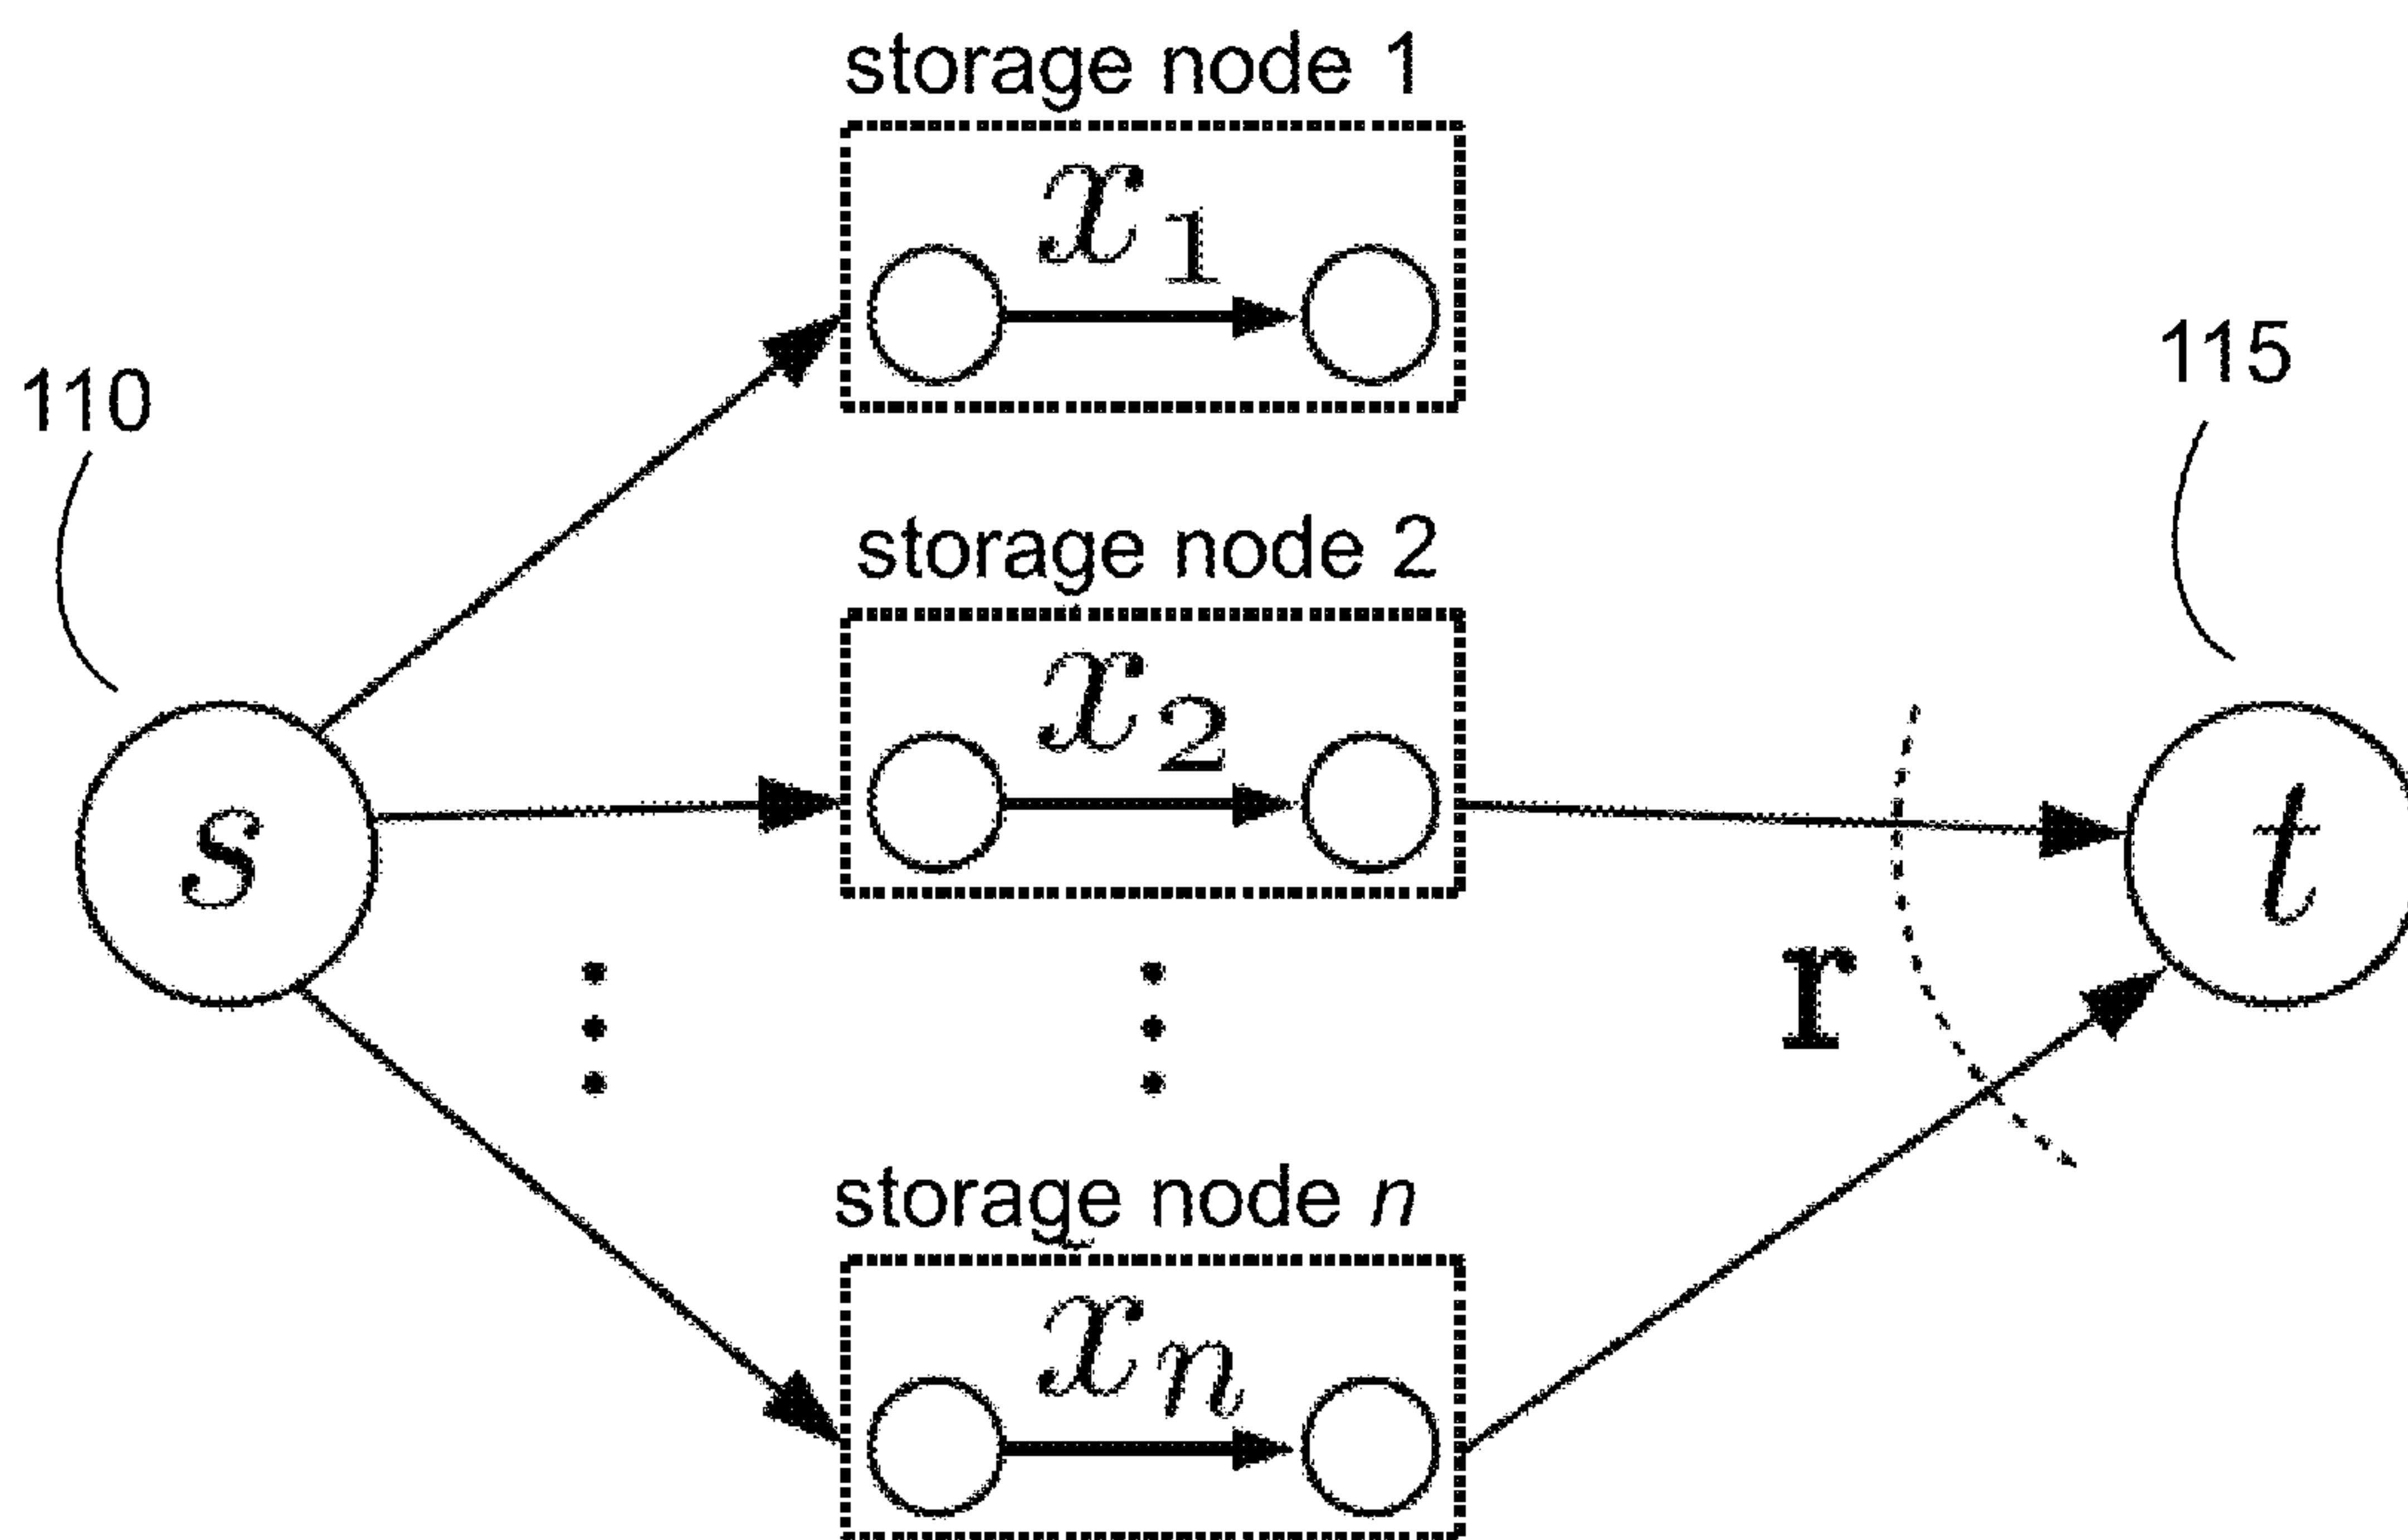 storage node 1
x1
110
115
storage node 2
x2
s
t
r
storage node n
xn